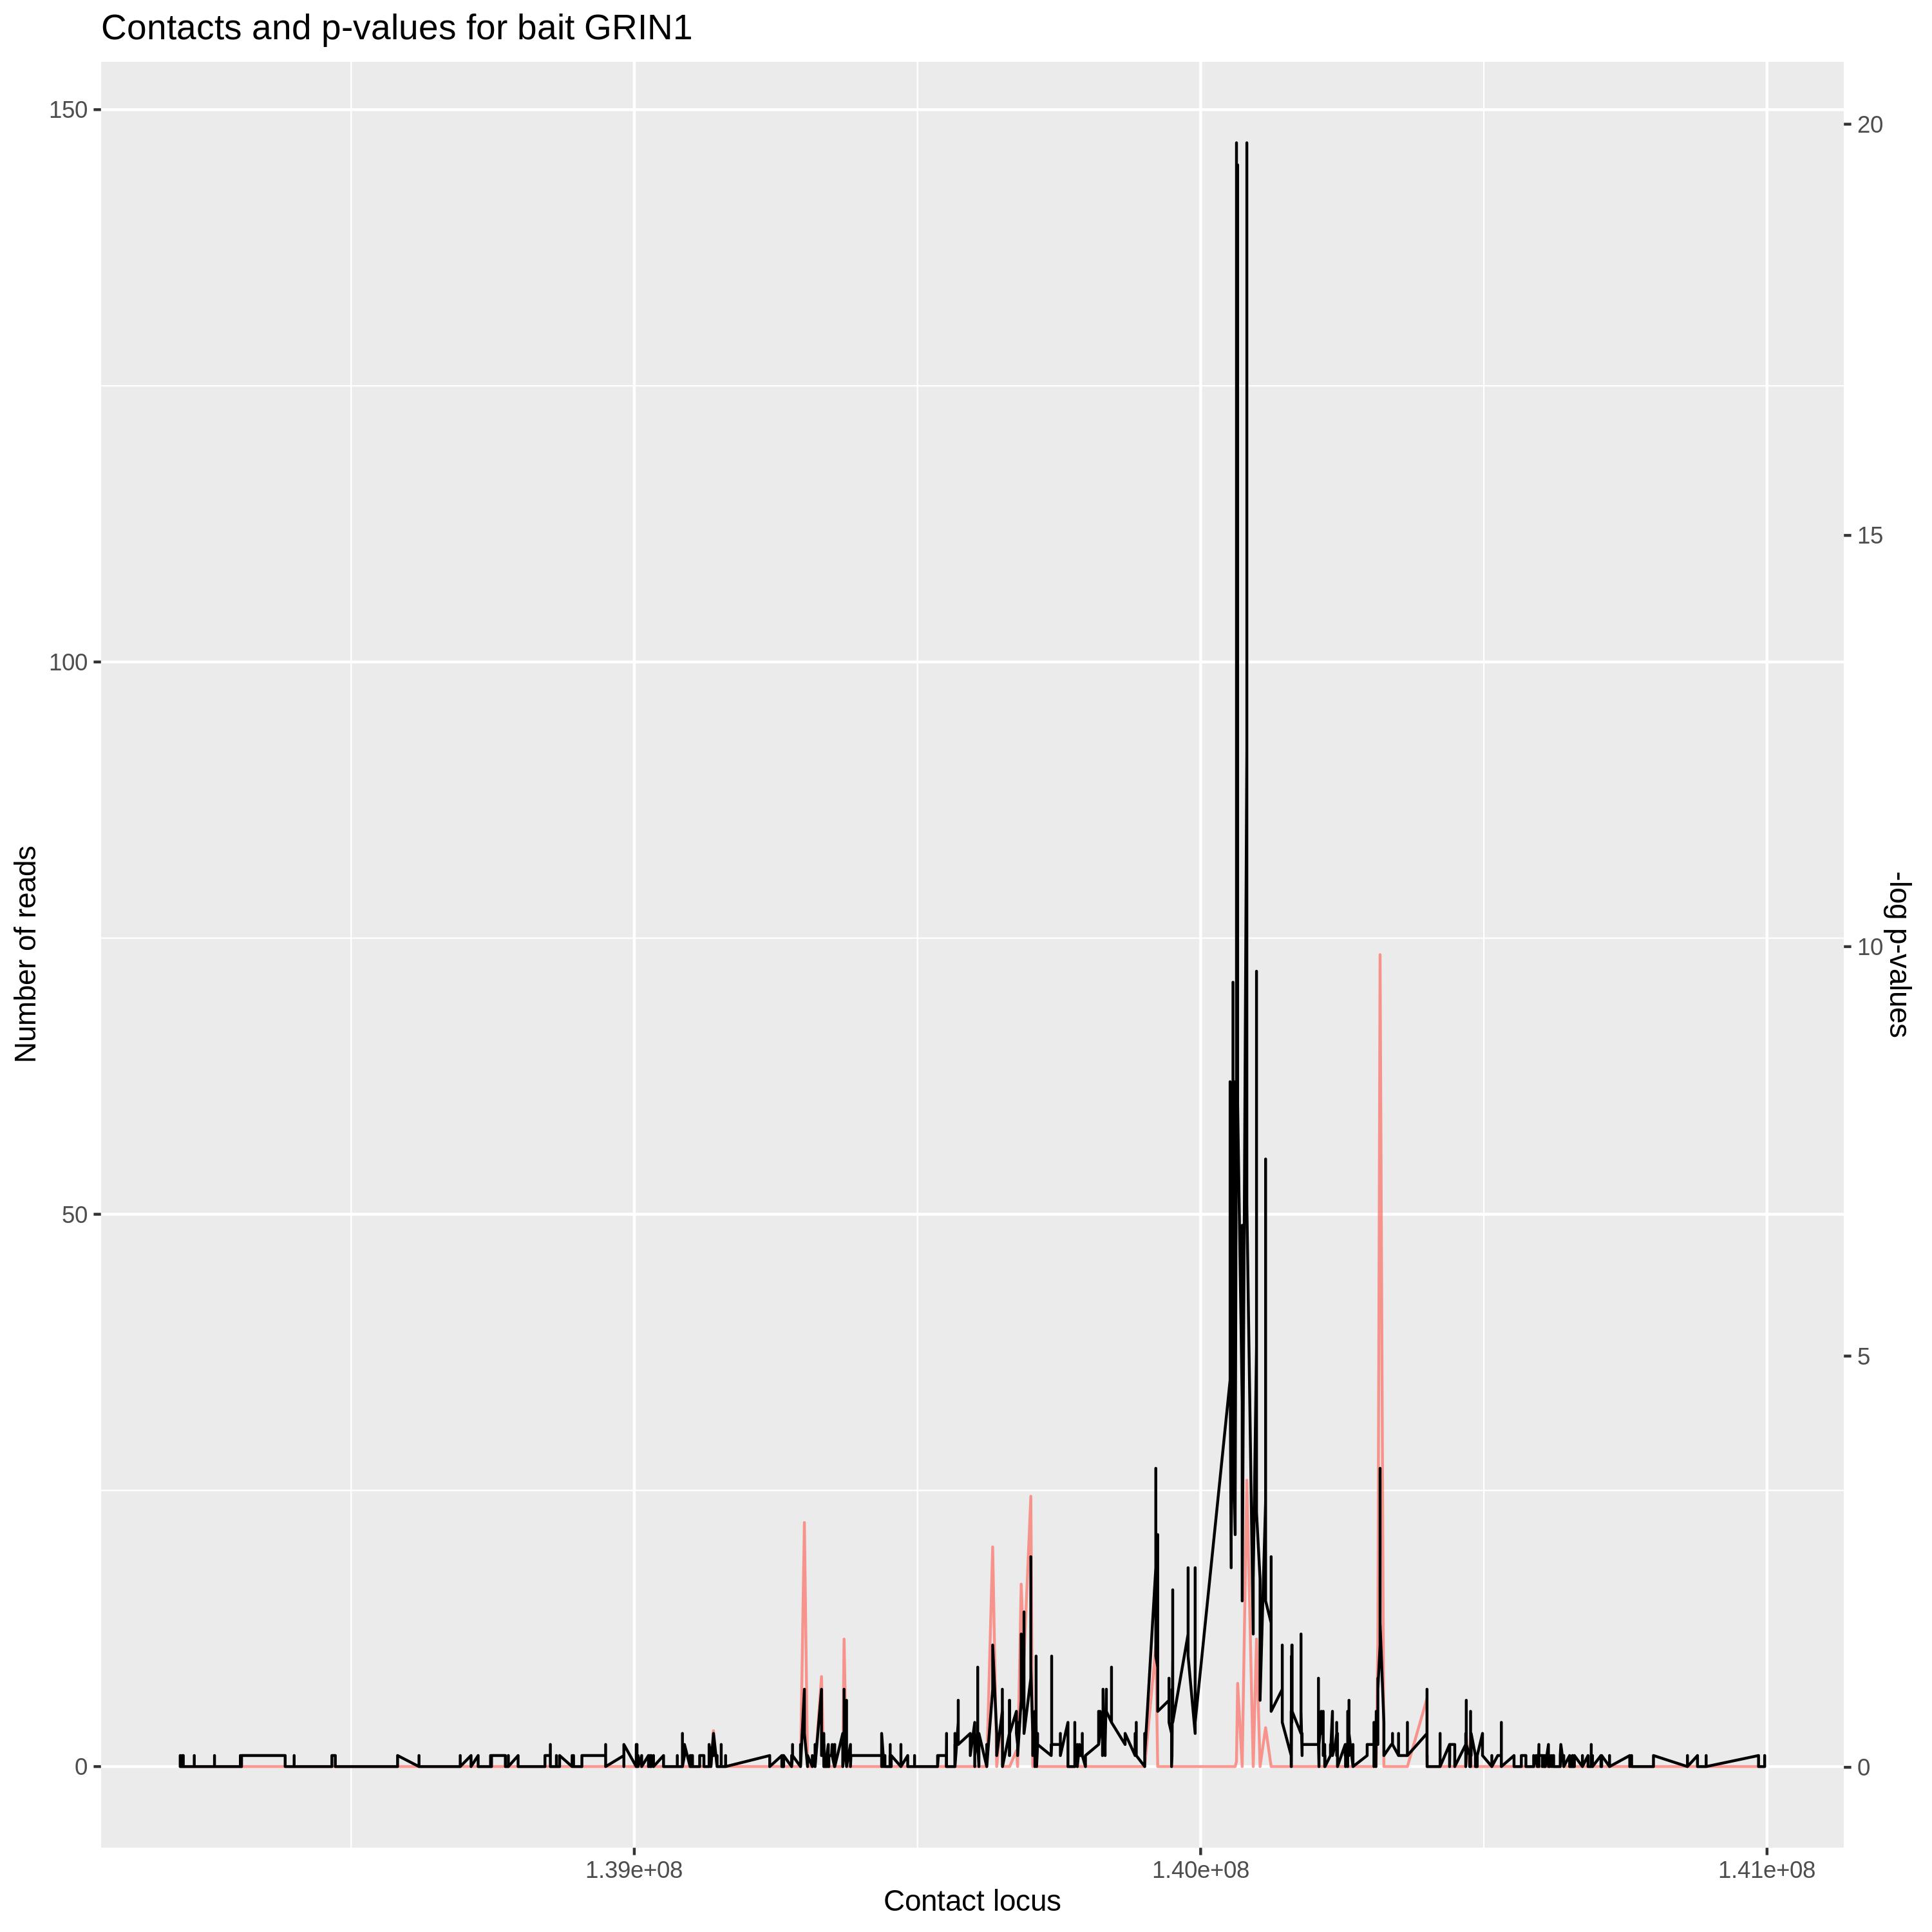 Contacts and p-values for bait GRIN1
150
100
50
0
Number of reads
20
15
10
5
0
-log p-values
1.39e+08
1.40e+08
1.41e+08
Contact locus